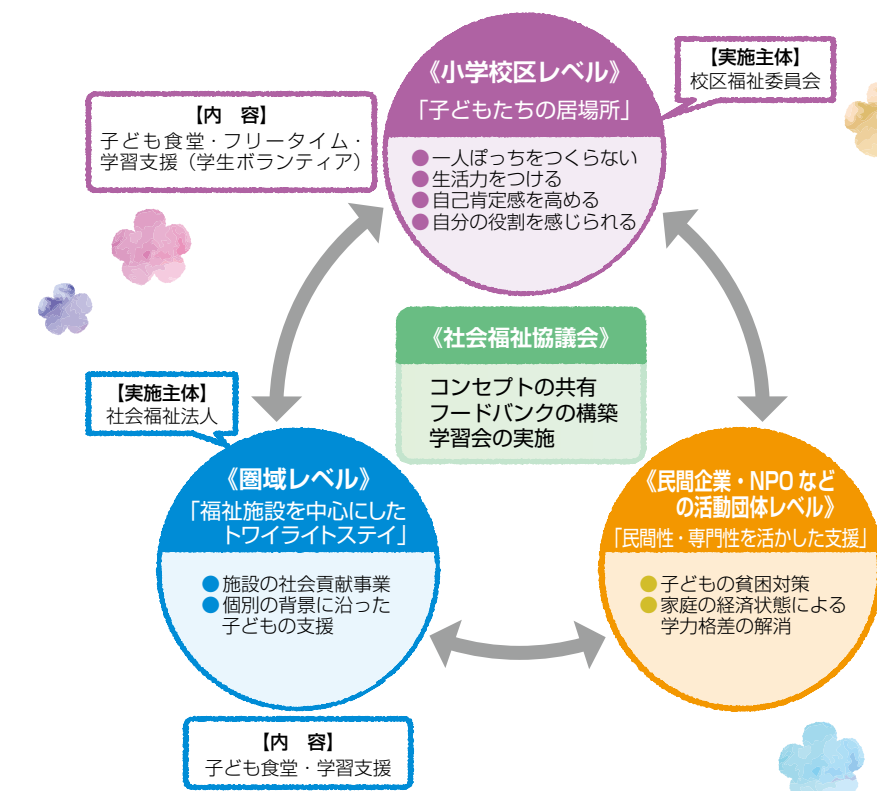 《小学校区レベル》
「子どもたちの居場所」
●一人ぼっちをつくらない
●生活力をつける
●自己肯定感を高める
●自分の役割を感じられる
【実施主体】
校区福祉委員会
【内　容】
子ども食堂・フリータイム・
学習支援（学生ボランティア）
《社会福祉協議会》
コンセプトの共有
フードバンクの構築
学習会の実施
【実施主体】
社会福祉法人
《圏域レベル》
「福祉施設を中心にした
トワイライトステイ」
●施設の社会貢献事業
●個別の背景に沿った
子どもの支援
【内　容】
子ども食堂・学習支援
《民間企業・NPOなど
の活動団体レベル》
「民間性・専門性を活かした支援」
●子どもの貧困対策
●家庭の経済状態による
学力格差の解消